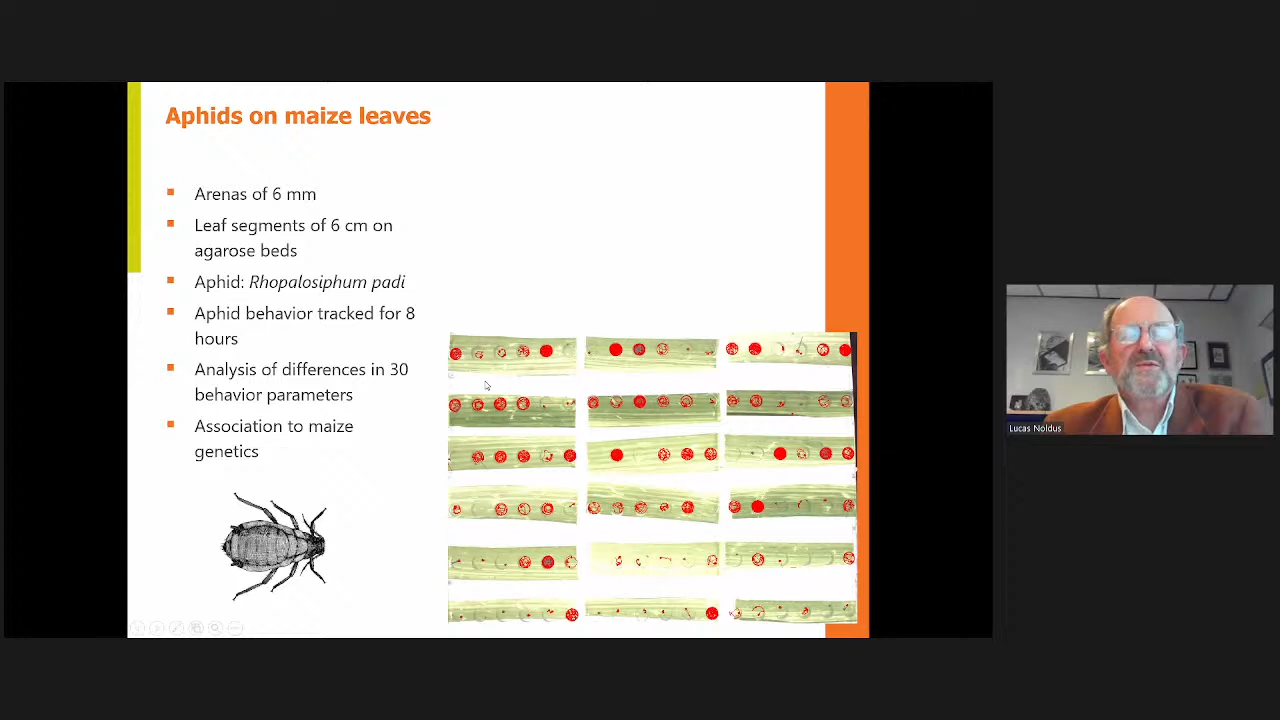 Aphids on maize leaves
Arenas of 6 mm
Leaf segments of 6 cm on
agarose beds
Aphid: Rhopalosiphum padi
Aphid behavior tracked for 8
hours
Analysis of differences in 30
behavior parameters
Association to maize
genetics
Lucas Noldus